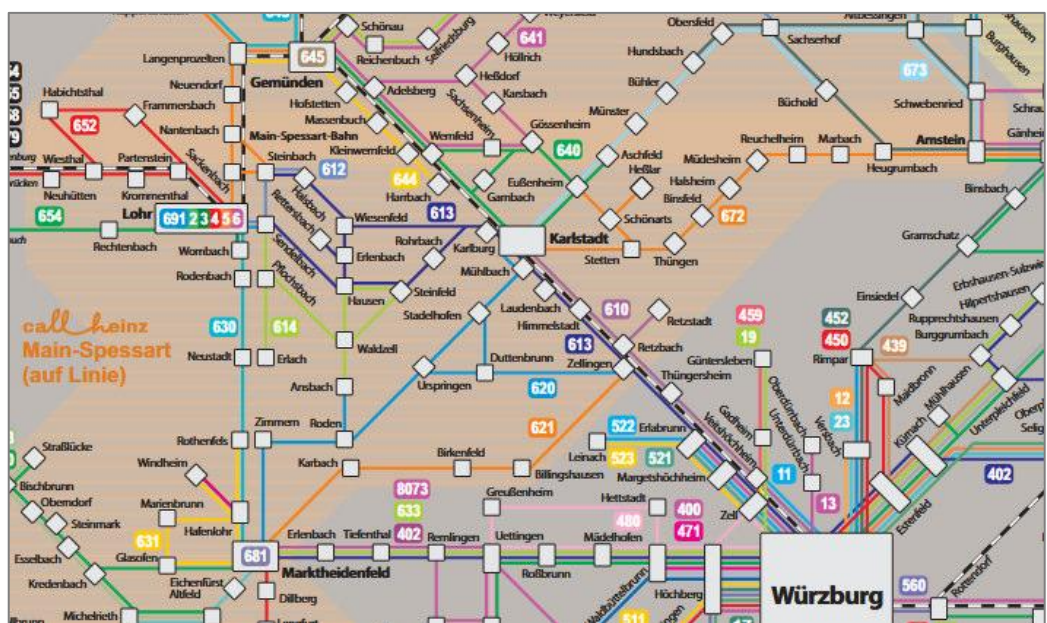 Schönau
Reichenbuch
Seifriedsburg
641
Höllrich
Obersfeld
Sachserhof
Altbessingen
Burghausen
Langenprozelten
645
Gemünden
Hundsbach
673
Heßdorf
Karsbach
Sachsenheim
Adelsberg
Bühler
Büchold
Schwebenried
Neuendorf
Habichtsthal
Frammersbach
652
Hofstetten
Massenbuch
Nantenbach
Main-Spessart-Bahn
Kleinwernfeld
Wernfeld
Gössenheim
Münster
640
Reuchelheim
Marbach
Arnstein
Wiesthal
Partenstein
Sackenbach
Steinbach
612
644
Harrbach
Gambach
Eußenheim
Aschfeld
Heßlar
Müdesheim
Heugrumbach
Neuhütten
Krommenthal
Halsbach
Rettersbach
Halsheim
Binsfeld
Binsbach
654
Lohr
691 2 3 4 5 6
Wiesenfeld
613
Schönarts
672
Rechtenbach
Rohrbach
Karlburg
Karlstadt
Stetten
Thüngen
Gramschatz
Wombach
Sendelbach
Erlenbach
Mühlbach
Rodenbach
Pflochsbach
Hausen
Steinfeld
Laudenbach
Einsiedel
Erbshausen-Sulzwie
Hilpertshausen
call heinz
Main-Spessart
(auf Linie)
630
614
Stadelhofen
Himmelstadt
610
Retzstadt
459
19
452
450
439
Rupprechtshausen
Burggrumbach
Neustadt
Erlach
Waldzell
Duttenbrunn
613
Zellingen
Retzbach
Güntersleben
Rimpar
Urspringen
620
Thüngersheim
Maidbronn
Mühlhausen
Ansbach
Oberdürrbach
Unterdürrbach
12
23
Versbach
Kürnach
Unterpleichfeld
Straßlücke
Rothenfels
Zimmern
Roden
621
522
Erlabrunn
Gadheim
Veitshöchheim
Leinach
523
521
Windheim
Karbach
Birkenfeld
Billingshausen
Margetshöchheim
11
402
Bischbrunn
Oberndorf
Marienbrunn
8073
633
402
Greußenheim
Hettstadt
400
471
Zell
13
Estenfeld
Steinmark
Hafenlohr
480
Esselbach
631
Glasofen
681
Erlenbach
Tiefenthal
Remlingen
Uettingen
Mädelhofen
Kredenbach
Eichenfürst
Altfeld
Marktheidenfeld
Roßbrunn
Waldbüttelbrunn
Höchberg
Würzburg
560
Rottendorf
Dillberg
Michelrieth
511